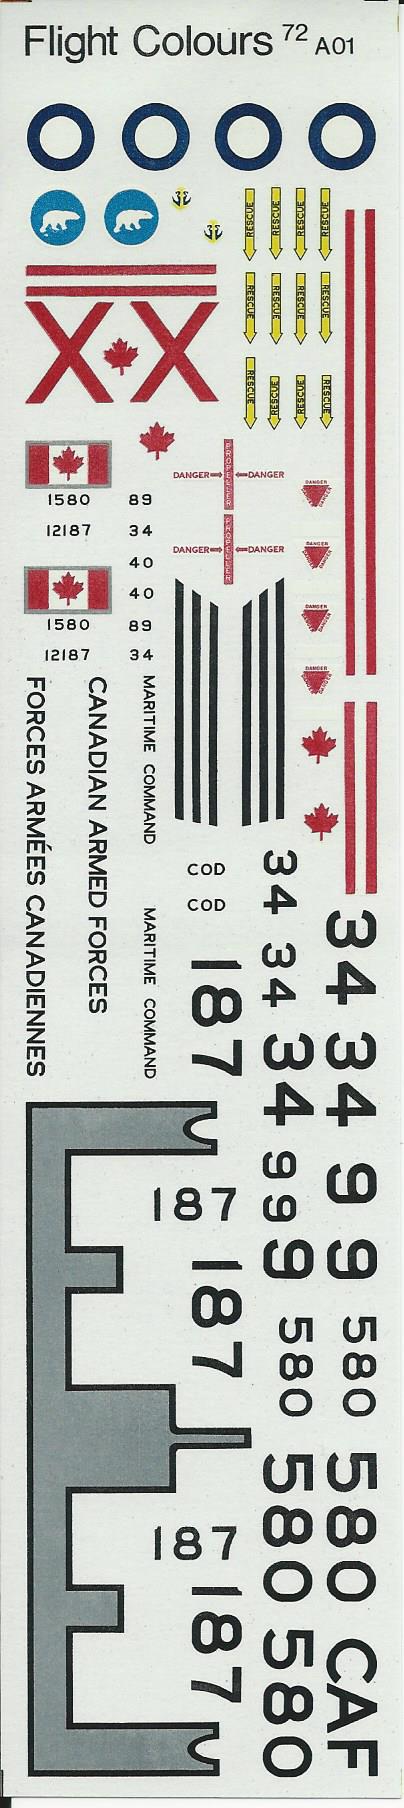 Flight Colours 72 A01
RESCUE RESCUE RESCUE RESCUE
RESCUE RESCUE RESCUE RESCUE
RESCUE RESCUE RESCUE RESCUE
DANGER PROPELLER DANGER
1580 89
DANGER
12187 34
DANGER PROPELLER DANGER
DANGER
40
40
1580 89
DANGER
12187 34
DANGER
FORCES ARMÉES CANADIENNES
CANADIAN ARMED FORCES
MARITIME COMMAND
MARITIME COMMAND
COD
COD
34
34
34
34
34
187
9
9
9
9
9
187
187
580
580
580
580
580
187
187
CAF